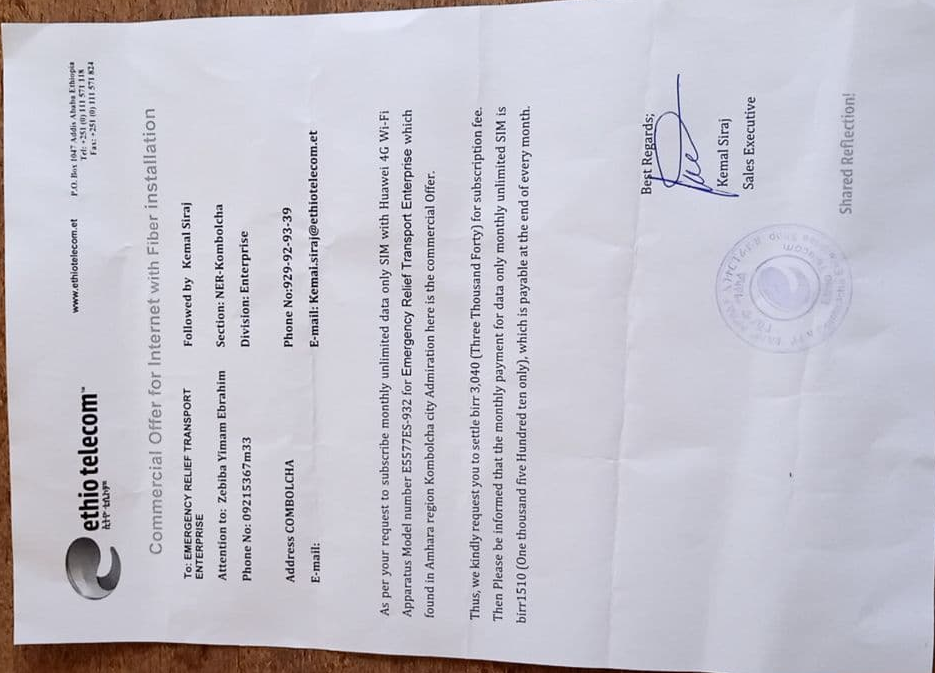 ethio telecom™
ኢትዮ ቴሌኮም
www.ethiotelecom.et
P.O. Box 1047 Addis Ababa Ethiopia
Tel: +251 (0) 111 571 118
Fax: +251 (0) 111 571 824
Commercial Offer for Internet with Fiber installation
To: EMERGENCY RELIEF TRANSPORT
ENTERPRISE
Followed by Kemal Siraj
Attention to: Zebiba Yimam Ebrahim
Section: NER-Kombolcha
Phone No: 09215367m33
Division: Enterprise
Address COMBOLCHA
Phone No:929-92-93-39
E-mail:
E-mail: Kemal.siraj@ethiotelecom.et
As per your request to subscribe monthly unlimited data only SIM with Huawei 4G Wi-Fi
Apparatus Model number E5577ES-932 for Emergency Relief Transport Enterprise which
found in Amhara region Kombolcha city Admiration here is the commercial Offer.
Thus, we kindly request you to settle birr 3,040 (Three Thousand Forty) for subscription fee.
Then Please be informed that the monthly payment for data only monthly unlimited SIM is
birr1510 (One thousand five Hundred ten only), which is payable at the end of every month.
Best Regards;
Kemal Siraj
Sales Executive
Shared Reflection!